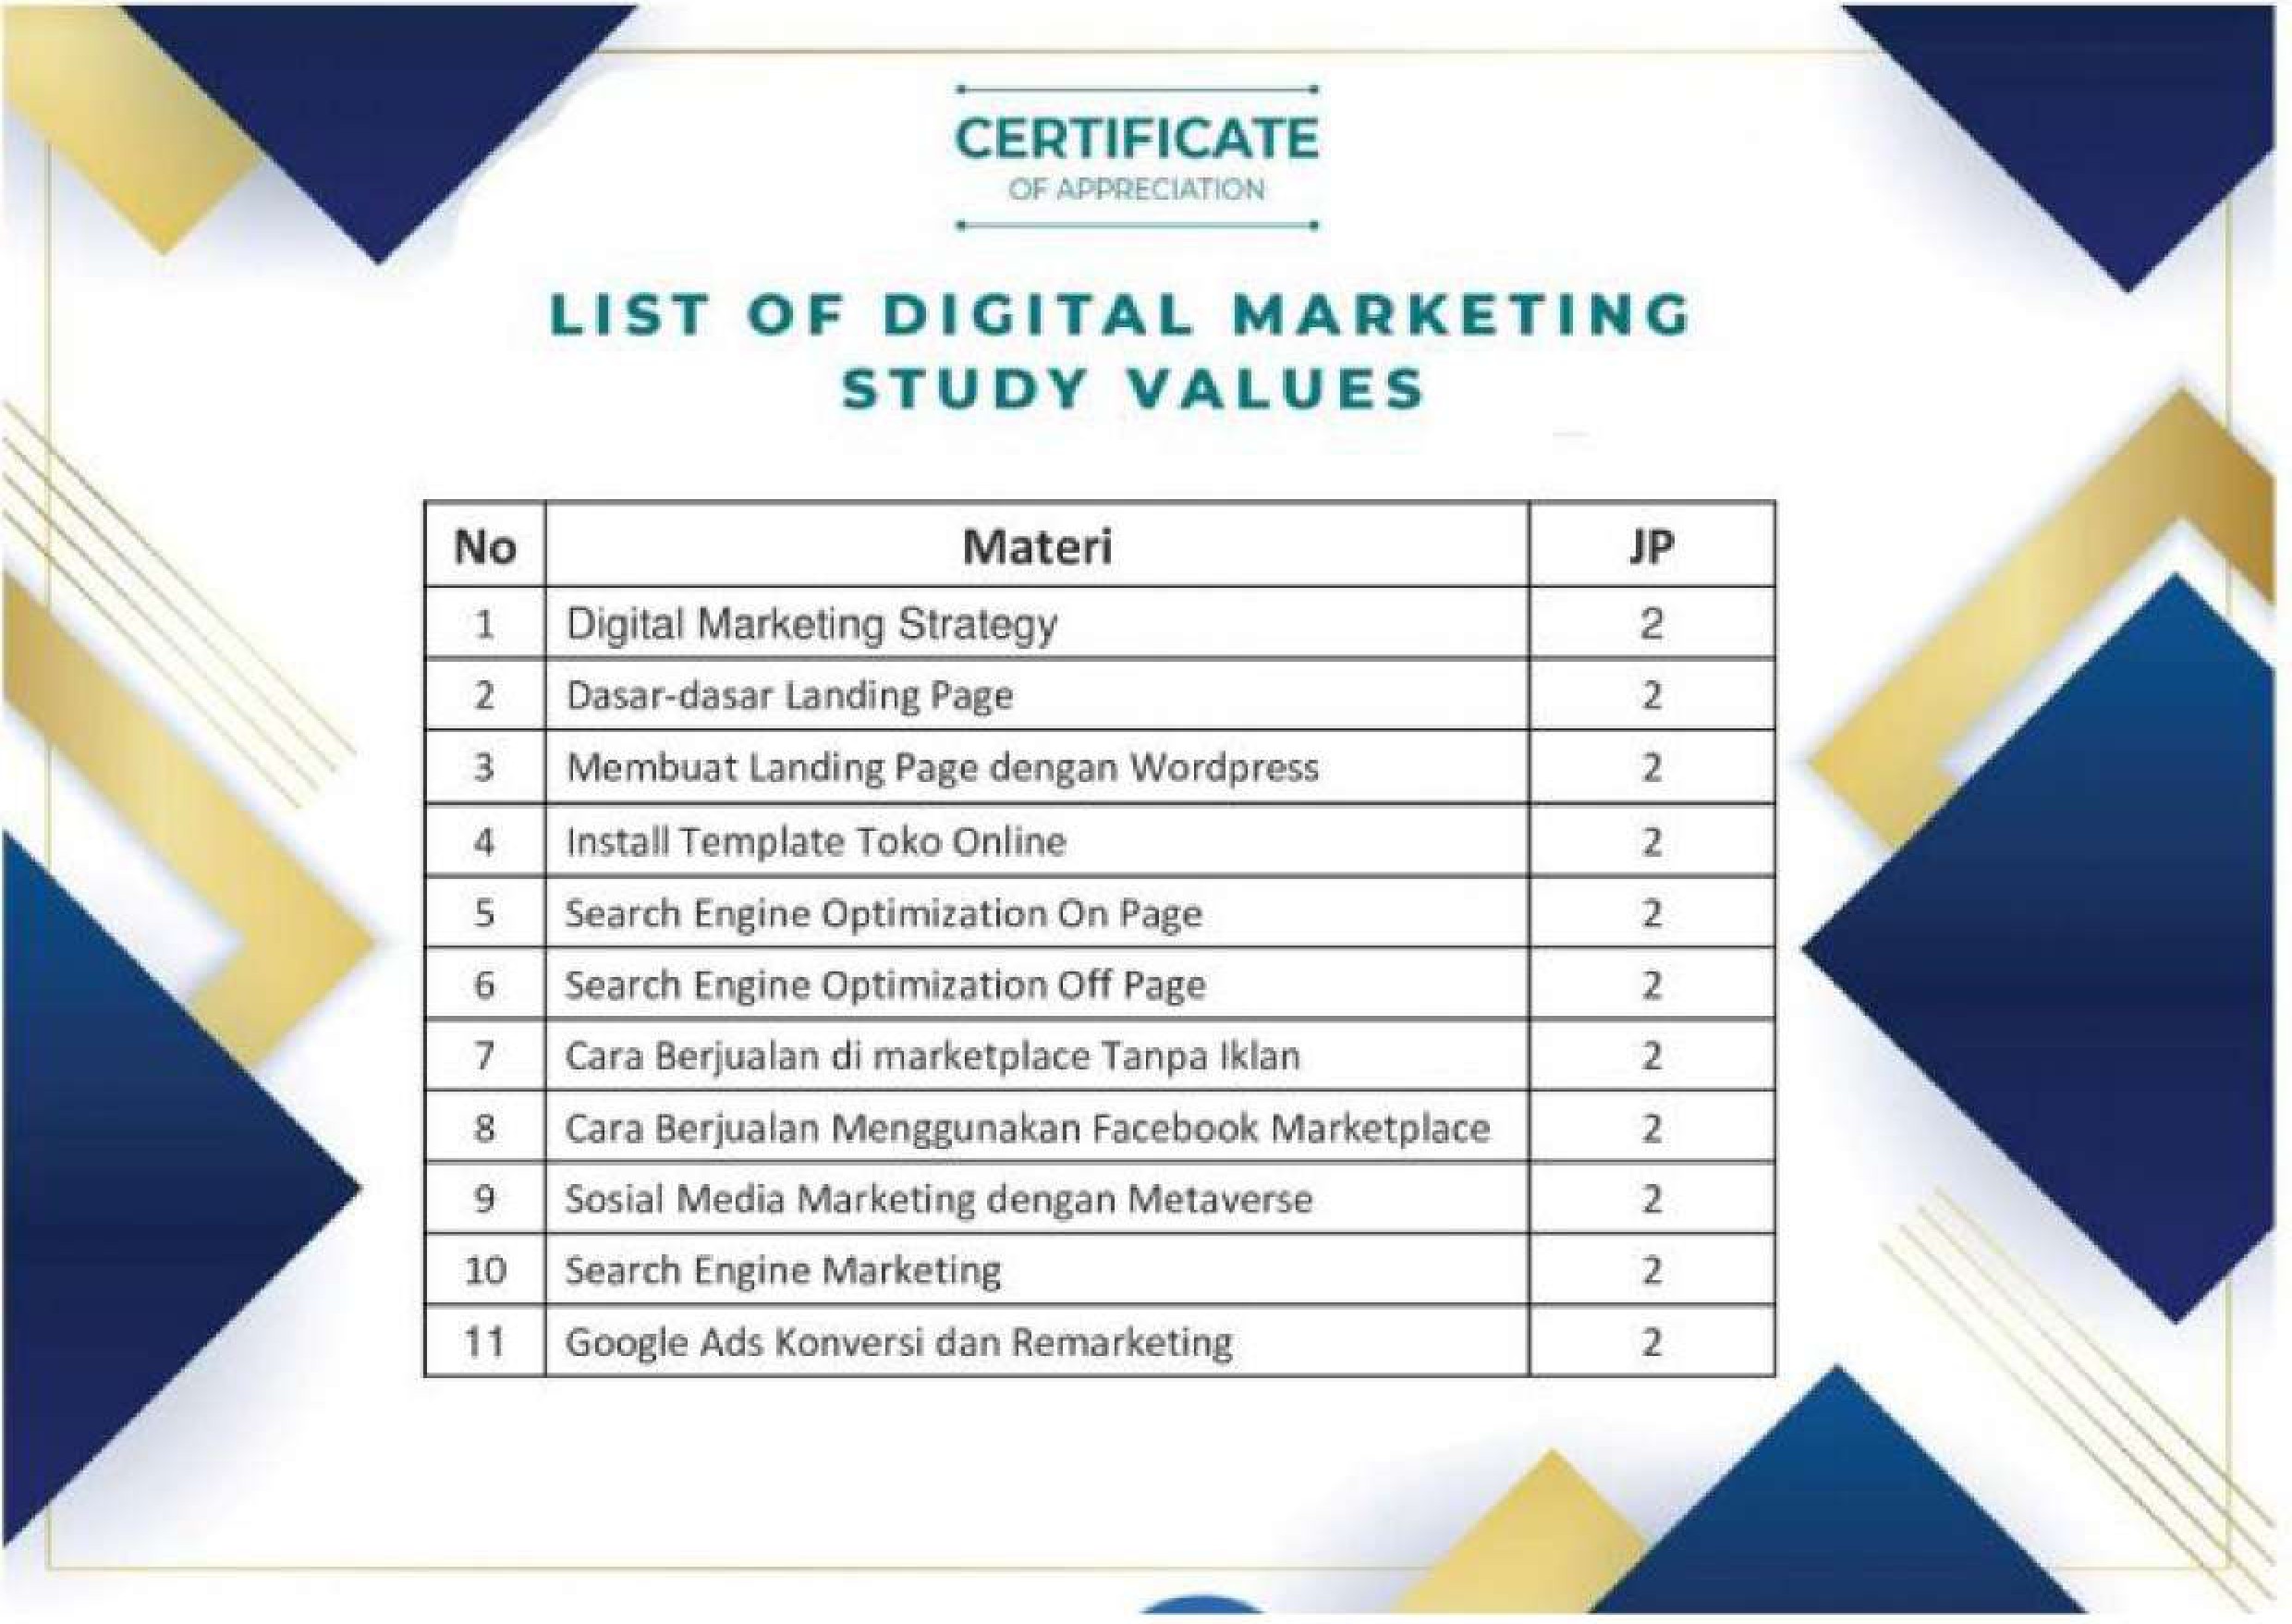 CERTIFICATE
OF APPRECIATION
LIST OF DIGITAL MARKETING
STUDY VALUES
No Materi JP
1 Digital Marketing Strategy 2
2 Dasar-dasar Landing Page 2
3 Membuat Landing Page dengan Wordpress 2
4 Install Template Toko Online 2
5 Search Engine Optimization On Page 2
6 Search Engine Optimization Off Page 2
7 Cara Berjualan di marketplace Tanpa Iklan 2
8 Cara Berjualan Menggunakan Facebook Marketplace 2
9 Sosial Media Marketing dengan Metaverse 2
10 Search Engine Marketing 2
11 Google Ads Konversi dan Remarketing 2